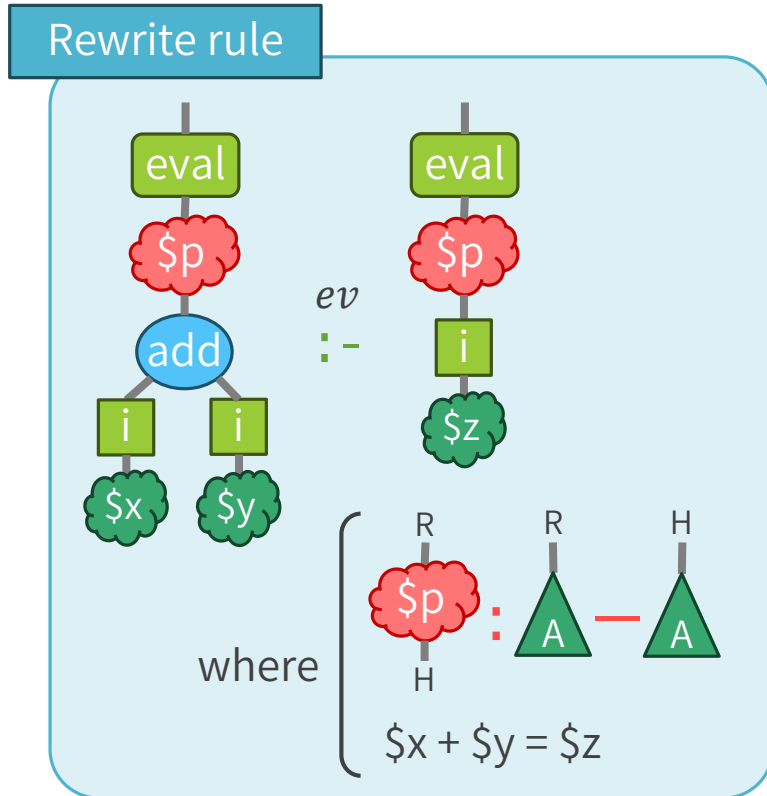 Rewrite rule
eval eval
$p $p
ev
:-
add i
i i $z
$x $y
R R H
$p : A — A
H
where
$x + $y = $z